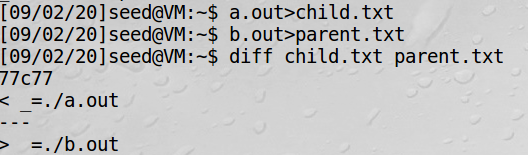 [09/02/20]seed@VM:~$ a.out>child.txt
[09/02/20]seed@VM:~$ b.out>parent.txt
[09/02/20]seed@VM:~$ diff child.txt parent.txt
77c77
< _=./a.out
---
> _=./b.out